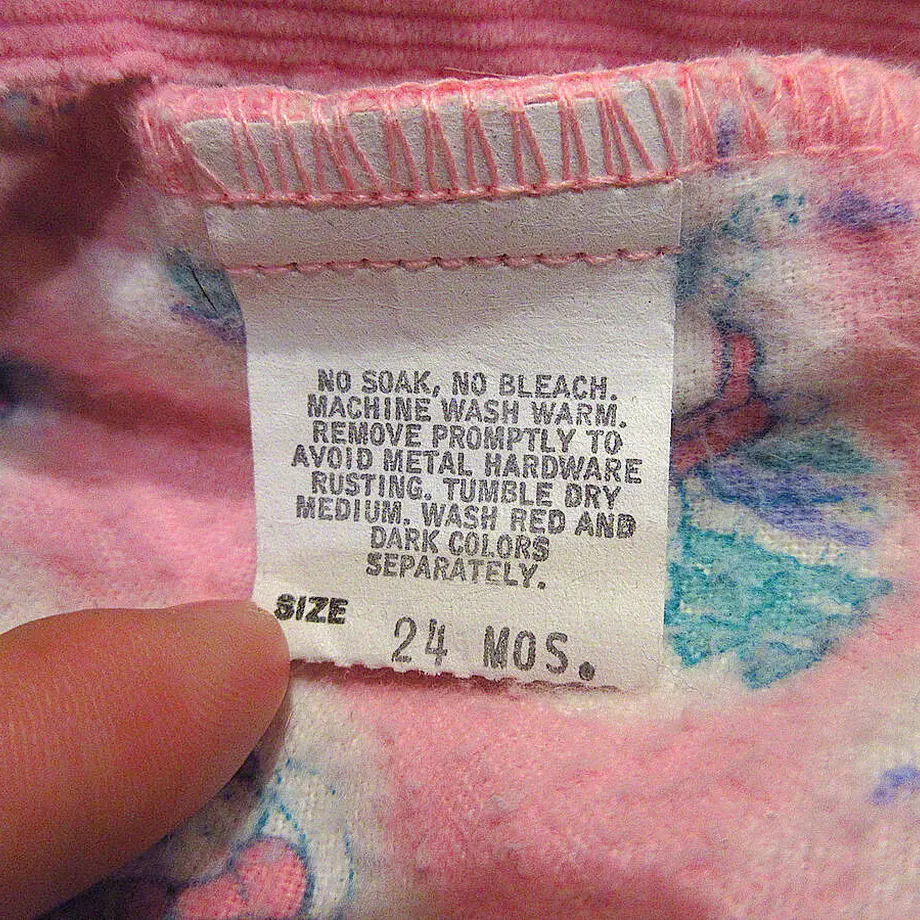 NO SOAK, NO BLEACH.
MACHINE WASH WARM.
REMOVE PROMPTLY TO
AVOID METAL HARDWARE
RUSTING. TUMBLE DRY
MEDIUM. WASH RED AND
DARK COLORS
SEPARATELY.
SIZE 24 MOS.